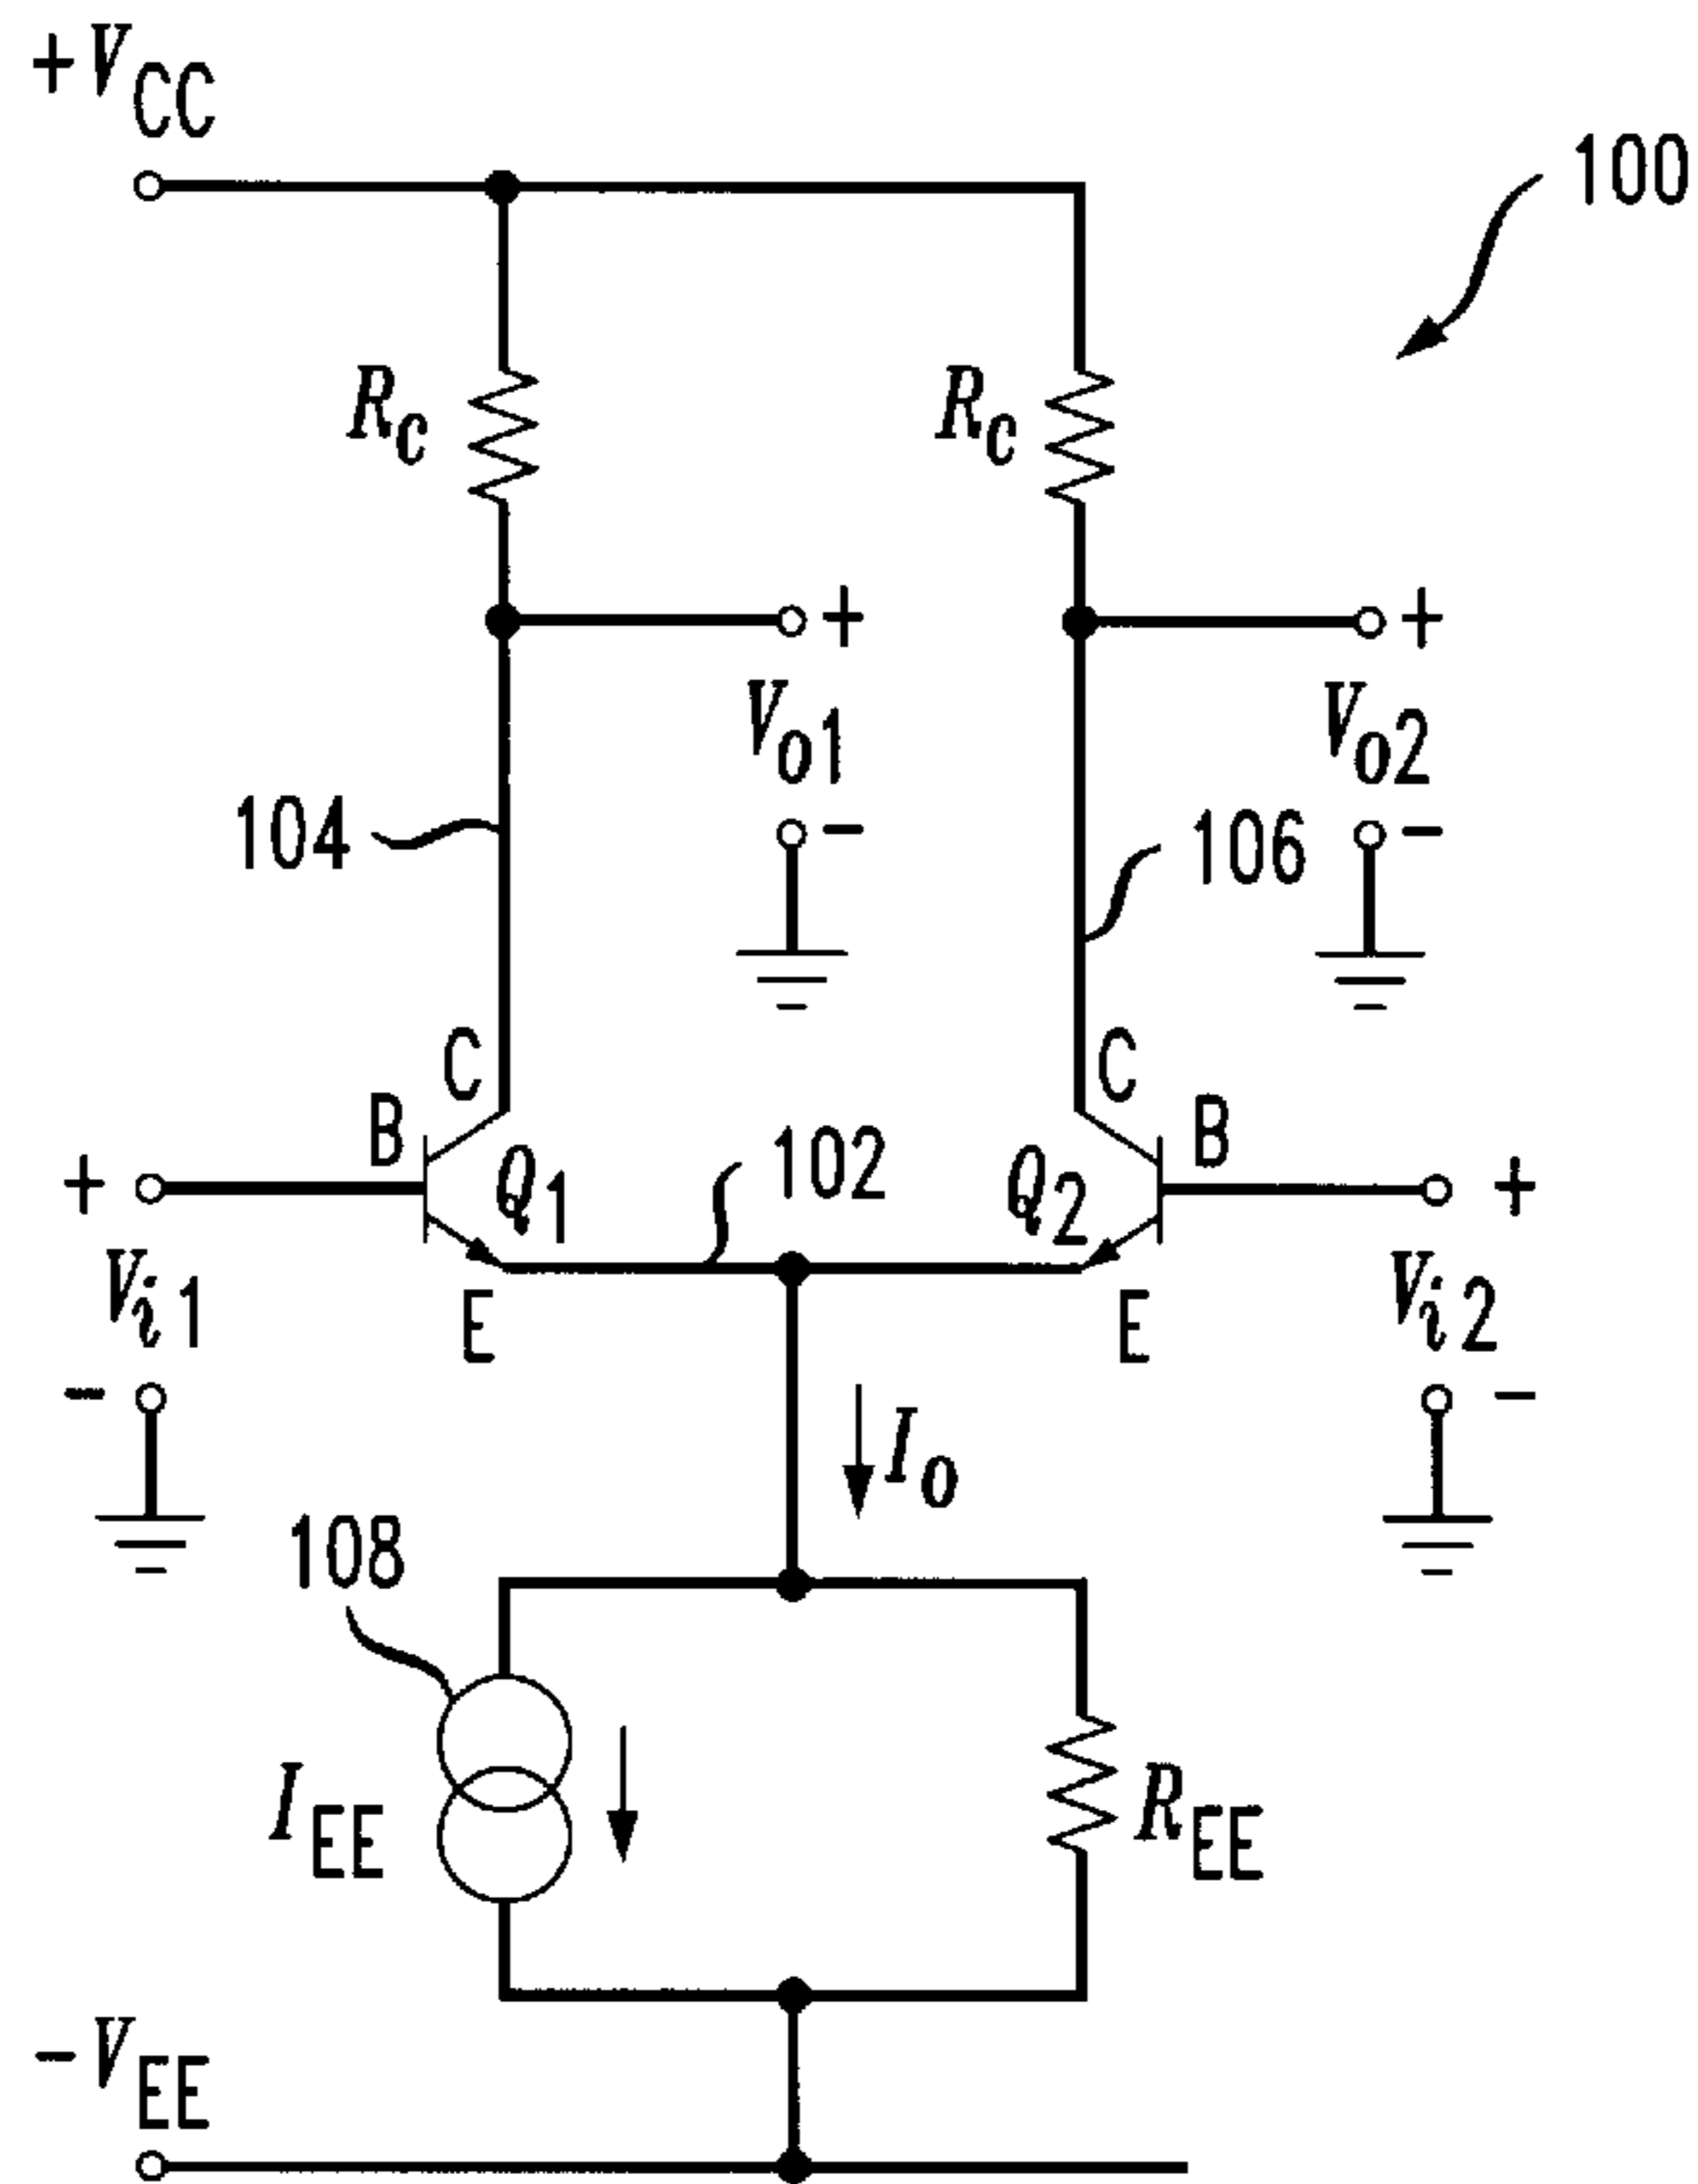 +VCC
100
RC
RC
+
+
Vo1
Vo2
104
-
-
106
C
C
B
B
+
Q1
102
Q2
+
Vi1
Vi2
E
E
-
-
Io
108
IEE
REE
-VEE